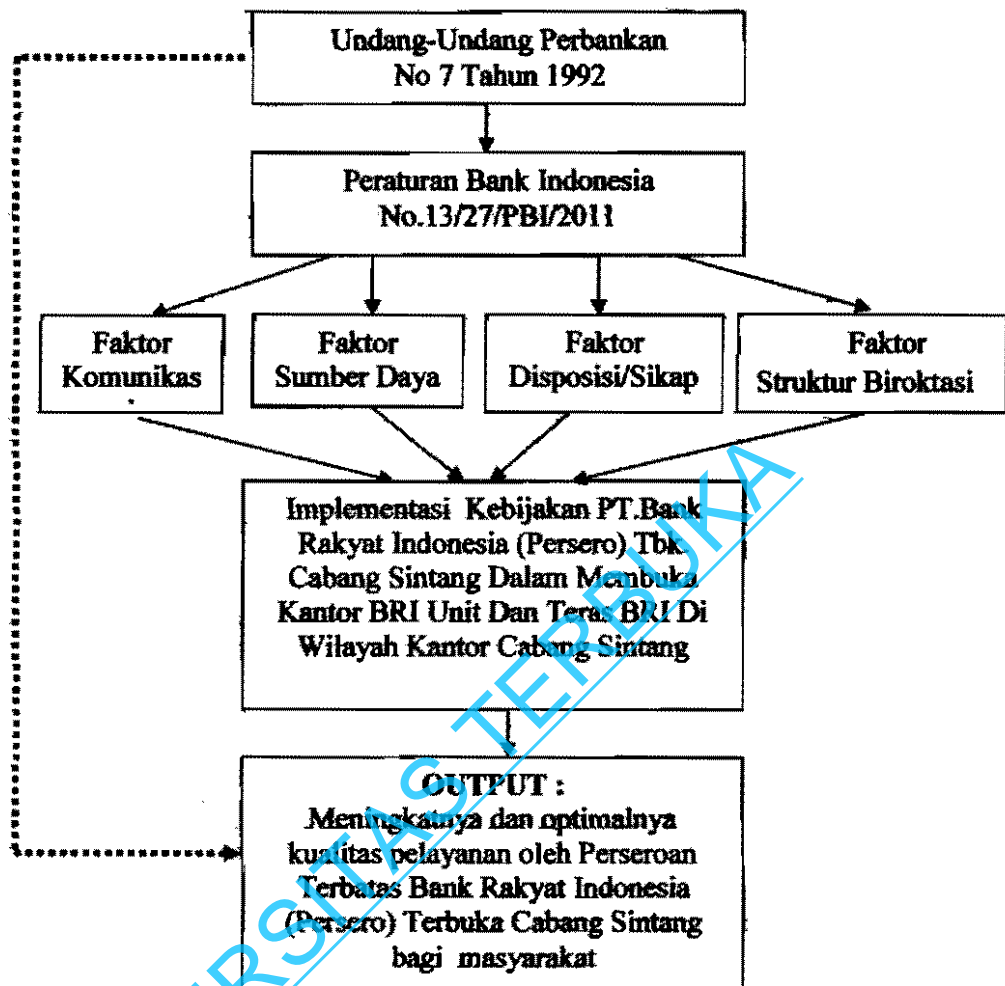 Undang-Undang Perbankan
No 7 Tahun 1992
Peraturan Bank Indonesia
No.13/27/PBI/2011
Faktor
Komunikas
Faktor
Sumber Daya
Faktor
Disposisi/Sikap
Faktor
Struktur Biroktasi
Implementasi Kebijakan PT.Bank
Rakyat Indonesia (Persero) Tbk.
Cabang Sintang Dalam Membuka
Kantor BRI Unit Dan Teras BRI Di
Wilayah Kantor Cabang Sintang
OUTPUT :
Meningkatnya dan optimalnya
kualitas pelayanan oleh Perseroan
Terbatas Bank Rakyat Indonesia
(Persero) Terbuka Cabang Sintang
bagi masyarakat
RSITAS TERBUKA